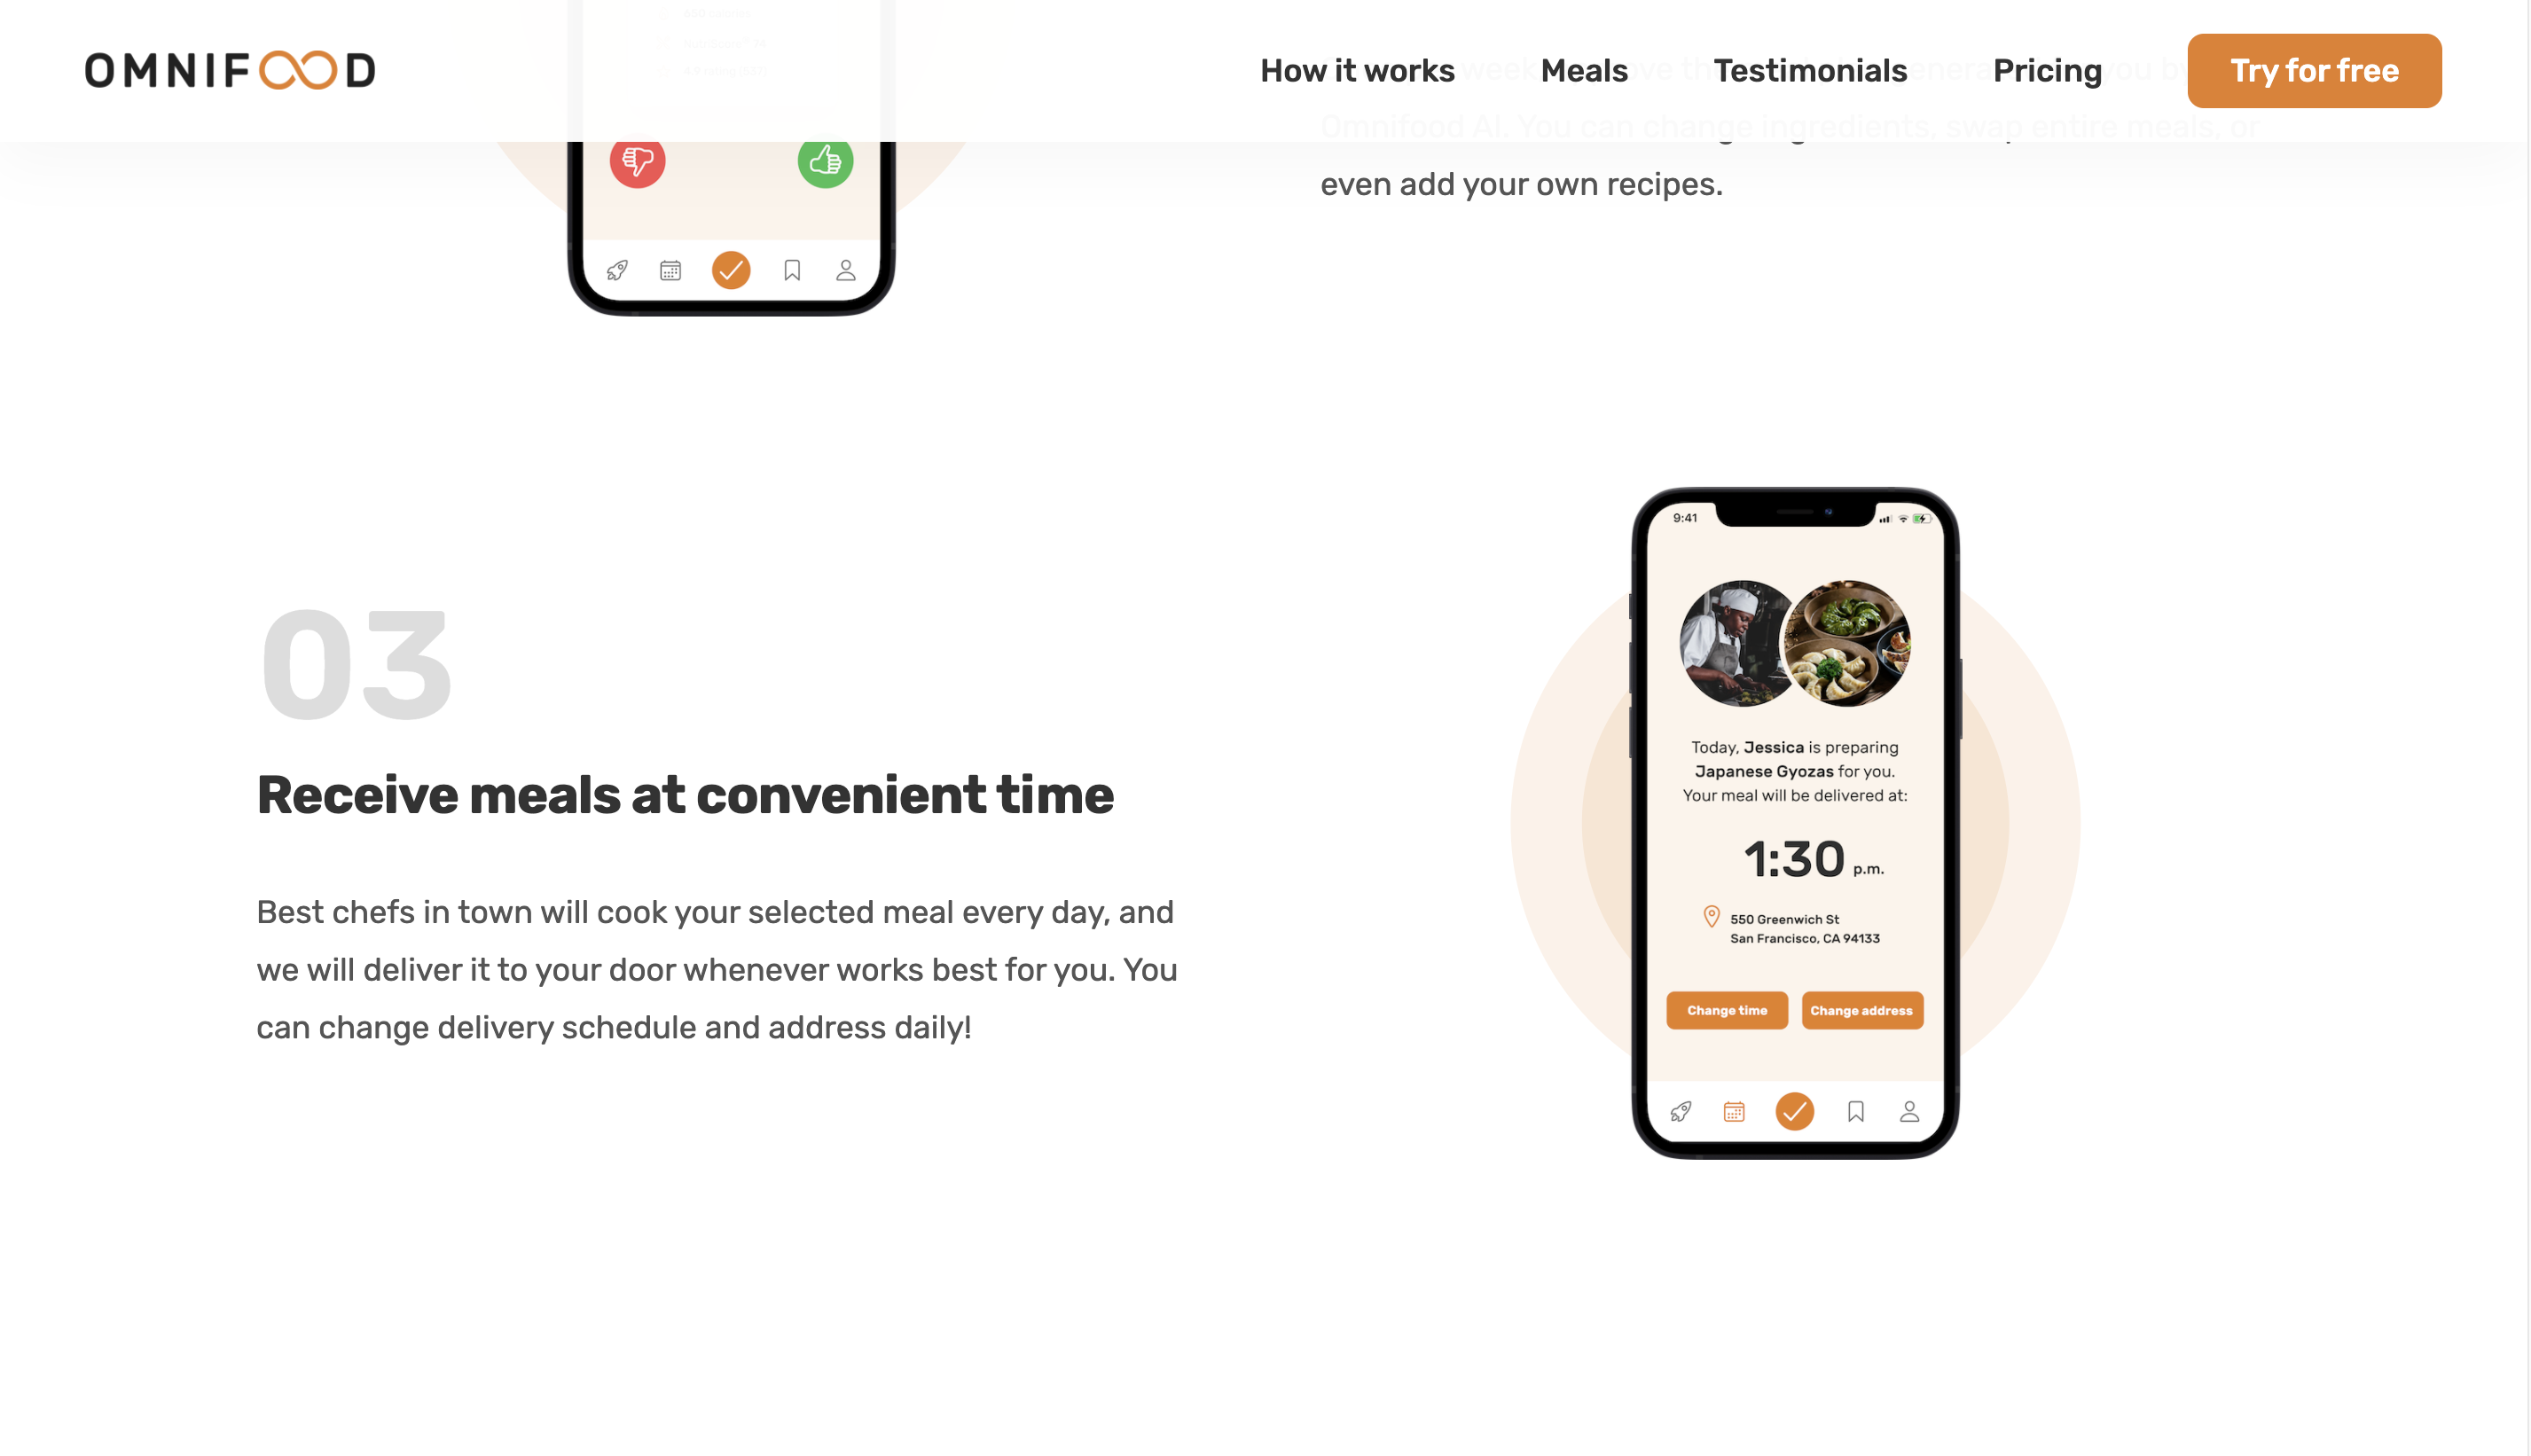 OMNIFOOD
How it works
Meals
Testimonials
Pricing
Try for free
Omnifood AI. You can change ingredients, swap entire meals, or
even add your own recipes.
03
Receive meals at convenient time
Best chefs in town will cook your selected meal every day, and
we will deliver it to your door whenever works best for you. You
can change delivery schedule and address daily!
9:41
Today, Jessica is preparing
Japanese Gyozas for you.
Your meal will be delivered at:
1:30 p.m.
550 Greenwich St
San Francisco, CA 94133
Change time
Change address